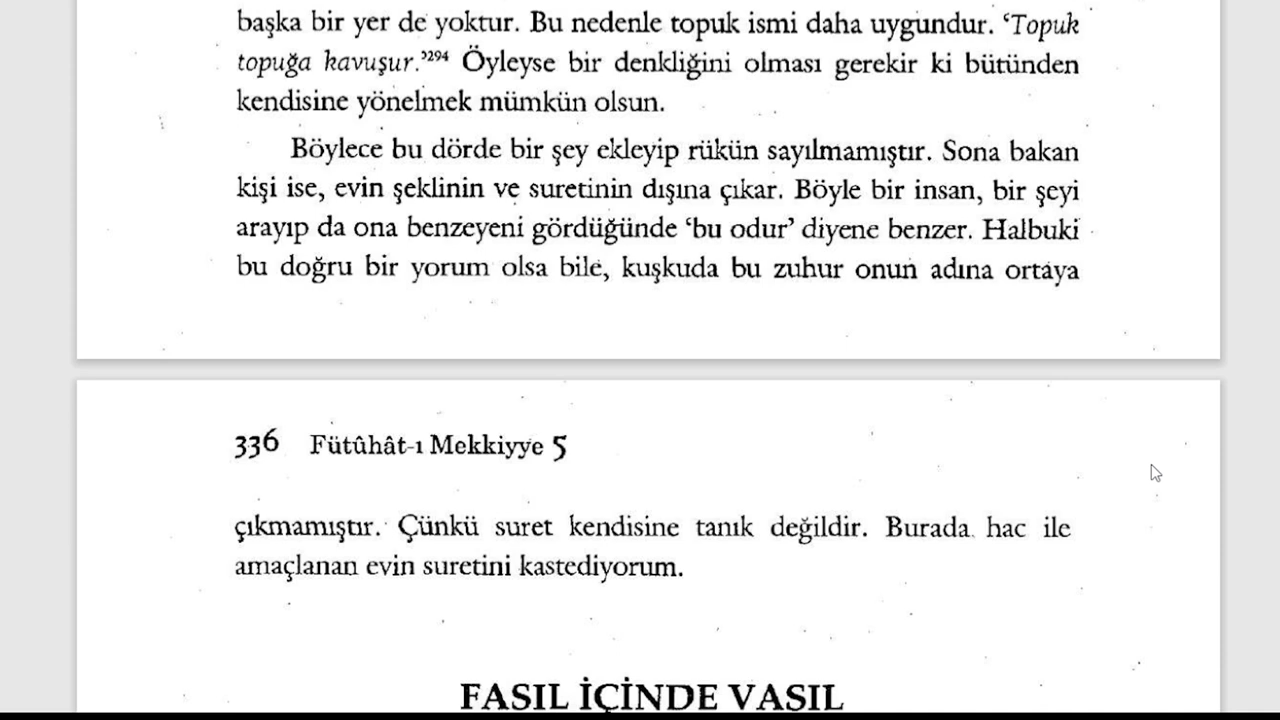 başka bir yer de yoktur. Bu nedenle topuk ismi daha uygundur. ‘Topuk
topuğa kavuşur.’²⁹⁴ Öyleyse bir denkliğini olması gerekir ki bütünden
kendisine yönelmek mümkün olsun.
Böylece bu dörde bir şey ekleyip rükün sayılmamıştır. Sona bakan
kişi ise, evin şeklinin ve suretinin dışına çıkar. Böyle bir insan, bir şeyi
arayıp da ona benzeyeni gördüğünde ‘bu odur’ diyene benzer. Halbuki
bu doğru bir yorum olsa bile, kuşkuda bu zuhur onun adına ortaya
336 Fütûhât-ı Mekkiyye 5
çıkmamıştır. Çünkü suret kendisine tanık değildir. Burada hac ile
amaçlanan evin suretini kastediyorum.
FASIL İÇİNDE VASIL